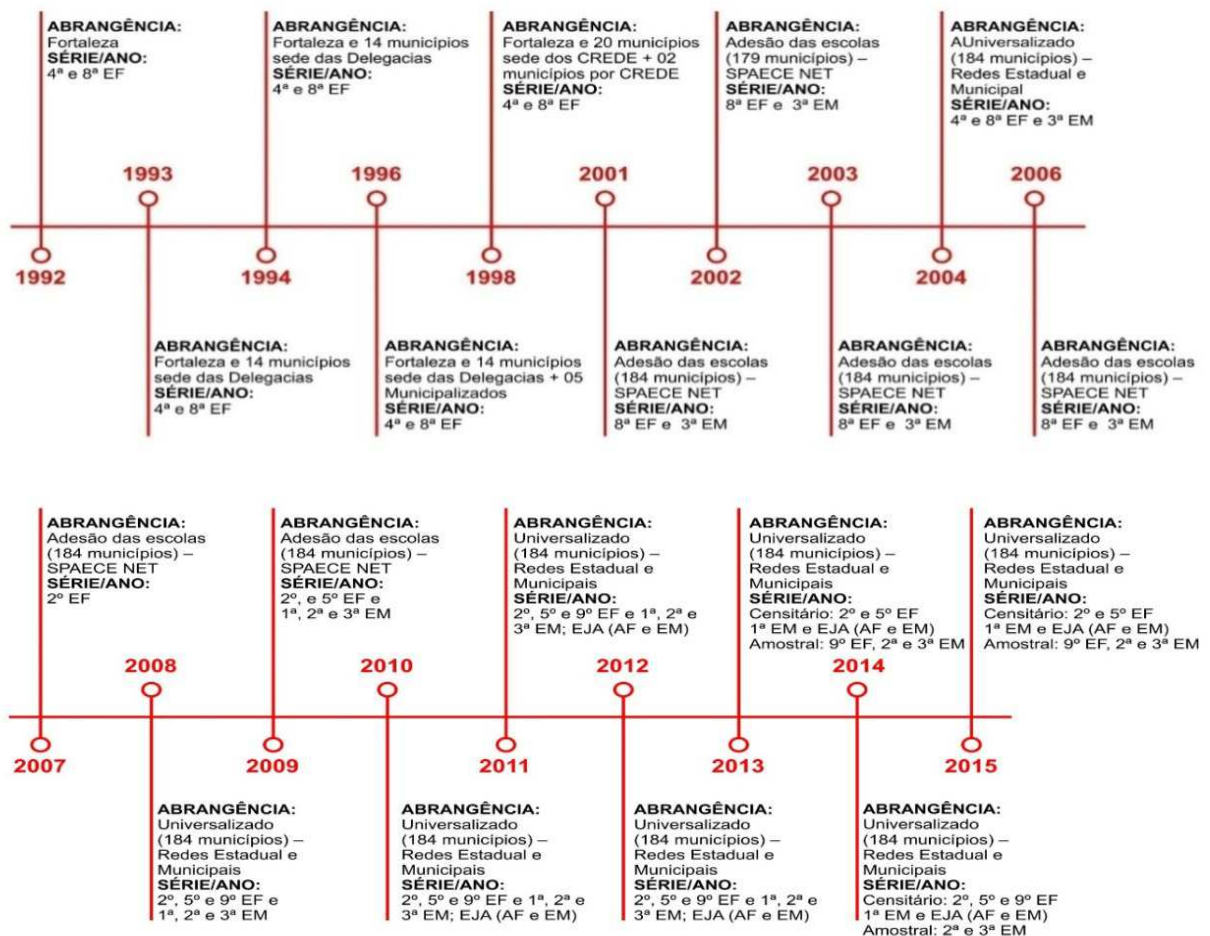 ABRANGÊNCIA:
Fortaleza
SÉRIE/ANO:
4ª e 8ª EF
ABRANGÊNCIA:
Fortaleza e 14 municípios
sede das Delegacias
SÉRIE/ANO:
4ª e 8ª EF
ABRANGÊNCIA:
Fortaleza e 20 municípios
sede dos CREDE + 02
municípios por CREDE
SÉRIE/ANO:
4ª e 8ª EF
ABRANGÊNCIA:
Adesão das escolas
(179 municípios) –
SPAECE NET
SÉRIE/ANO:
8ª EF e 3ª EM
ABRANGÊNCIA:
AUniversalizado
(184 municípios) –
Redes Estadual e
Municipal
SÉRIE/ANO:
4ª e 8ª EF e 3ª EM
1993
1996
2001
2003
2006
1992
1994
1998
2002
2004
ABRANGÊNCIA:
Fortaleza e 14 municípios
sede das Delegacias
SÉRIE/ANO:
4ª e 8ª EF
ABRANGÊNCIA:
Fortaleza e 14 municípios
sede das Delegacias + 05
Municipalizados
SÉRIE/ANO:
4ª e 8ª EF
ABRANGÊNCIA:
Adesão das escolas
(184 municípios) –
SPAECE NET
SÉRIE/ANO:
8ª EF e 3ª EM
ABRANGÊNCIA:
Adesão das escolas
(184 municípios) –
SPAECE NET
SÉRIE/ANO:
8ª EF e 3ª EM
ABRANGÊNCIA:
Adesão das escolas
(184 municípios) –
SPAECE NET
SÉRIE/ANO:
8ª EF e 3ª EM
ABRANGÊNCIA:
Adesão das escolas
(184 municípios) –
SPAECE NET
SÉRIE/ANO:
2º EF
ABRANGÊNCIA:
Adesão das escolas
(184 municípios) –
SPAECE NET
SÉRIE/ANO:
2º, e 5º EF e
1ª, 2ª e 3ª EM
ABRANGÊNCIA:
Universalizado
(184 municípios) –
Redes Estadual e
Municipais
SÉRIE/ANO:
2º, 5º e 9º EF e 1ª, 2ª e
3ª EM; EJA (AF e EM)
ABRANGÊNCIA:
Universalizado
(184 municípios) –
Redes Estadual e
Municipais
SÉRIE/ANO:
Censitário: 2º e 5º EF
1ª EM e EJA (AF e EM)
Amostral: 9º EF, 2ª e 3ª EM
ABRANGÊNCIA:
Universalizado
(184 municípios) –
Redes Estadual e
Municipais
SÉRIE/ANO:
Censitário: 2º e 5º EF
1ª EM e EJA (AF e EM)
Amostral: 9º EF, 2ª e 3ª EM
2008
2010
2012
2014
2007
2009
2011
2013
2015
ABRANGÊNCIA:
Universalizado
(184 municípios) –
Redes Estadual e
Municipais
SÉRIE/ANO:
2º, 5º e 9º EF e
1ª, 2ª e 3ª EM
ABRANGÊNCIA:
Universalizado
(184 municípios) –
Redes Estadual e
Municipais
SÉRIE/ANO:
2º, 5º e 9º EF e 1ª, 2ª e
3ª EM; EJA (AF e EM)
ABRANGÊNCIA:
Universalizado
(184 municípios) –
Redes Estadual e
Municipais
SÉRIE/ANO:
2º, 5º e 9º EF e 1ª, 2ª e
3ª EM; EJA (AF e EM)
ABRANGÊNCIA:
Universalizado
(184 municípios) –
Redes Estadual e
Municipais
SÉRIE/ANO:
Censitário: 2º, 5º e 9º EF
1ª EM e EJA (AF e EM)
Amostral: 2ª e 3ª EM